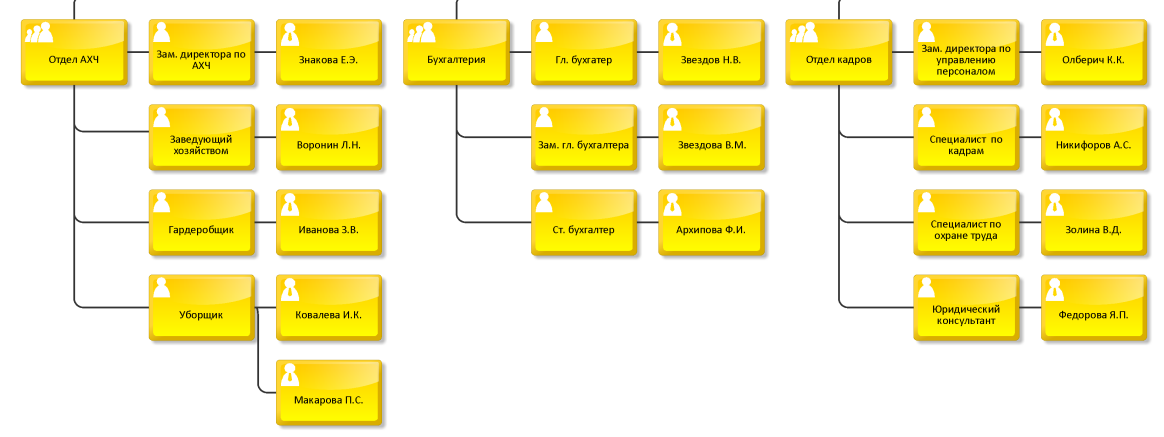 Отдел АХЧ
Зам. директора по
АХЧ
Знакова Е.Э.
Заведующий
хозяйством
Воронин Л.Н.
Гардеробщик
Иванова З.В.
Уборщик
Ковалева И.К.
Макарова П.С.
Бухгалтерия
Гл. бухгатер
Звездов Н.В.
Зам. гл. бухгалтера
Звездова В.М.
Ст. бухгалтер
Архипова Ф.И.
Отдел кадров
Зам. директора по
управлению
персоналом
Олберич К.К.
Специалист по
кадрам
Никифоров А.С.
Специалист по
охране труда
Золина В.Д.
Юридический
консультант
Федорова Я.П.